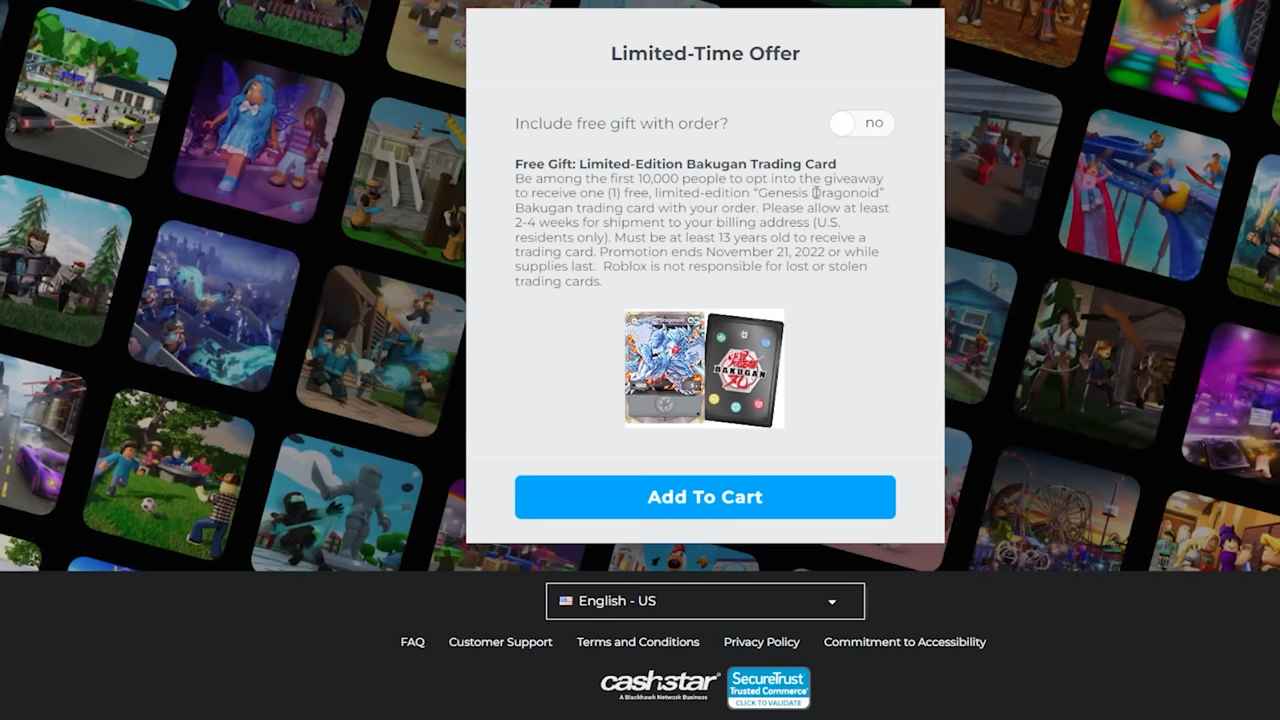 Limited-Time Offer
Include free gift with order?
no
Free Gift: Limited-Edition Bakugan Trading Card
Be among the first 10,000 people to opt into the giveaway
to receive one (1) free, limited-edition “Genesis Dragonoid”
Bakugan trading card with your order. Please allow at least
2-4 weeks for shipment to your billing address (U.S.
residents only). Must be at least 13 years old to receive a
trading card. Promotion ends November 21, 2022 or while
supplies last. Roblox is not responsible for lost or stolen
trading cards.
BAKUGAN
Add To Cart
English - US
FAQ Customer Support Terms and Conditions Privacy Policy Commitment to Accessibility
cashstar
A Blackhawk Network Business
SecureTrust
Trusted Commerce
CLICK TO VALIDATE